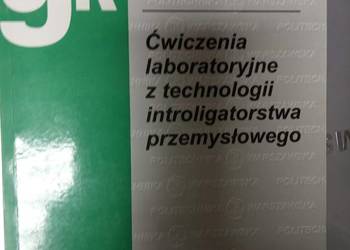 Ćwiczenia
laboratoryjne
z technologii
introligatorstwa
przemysłowego